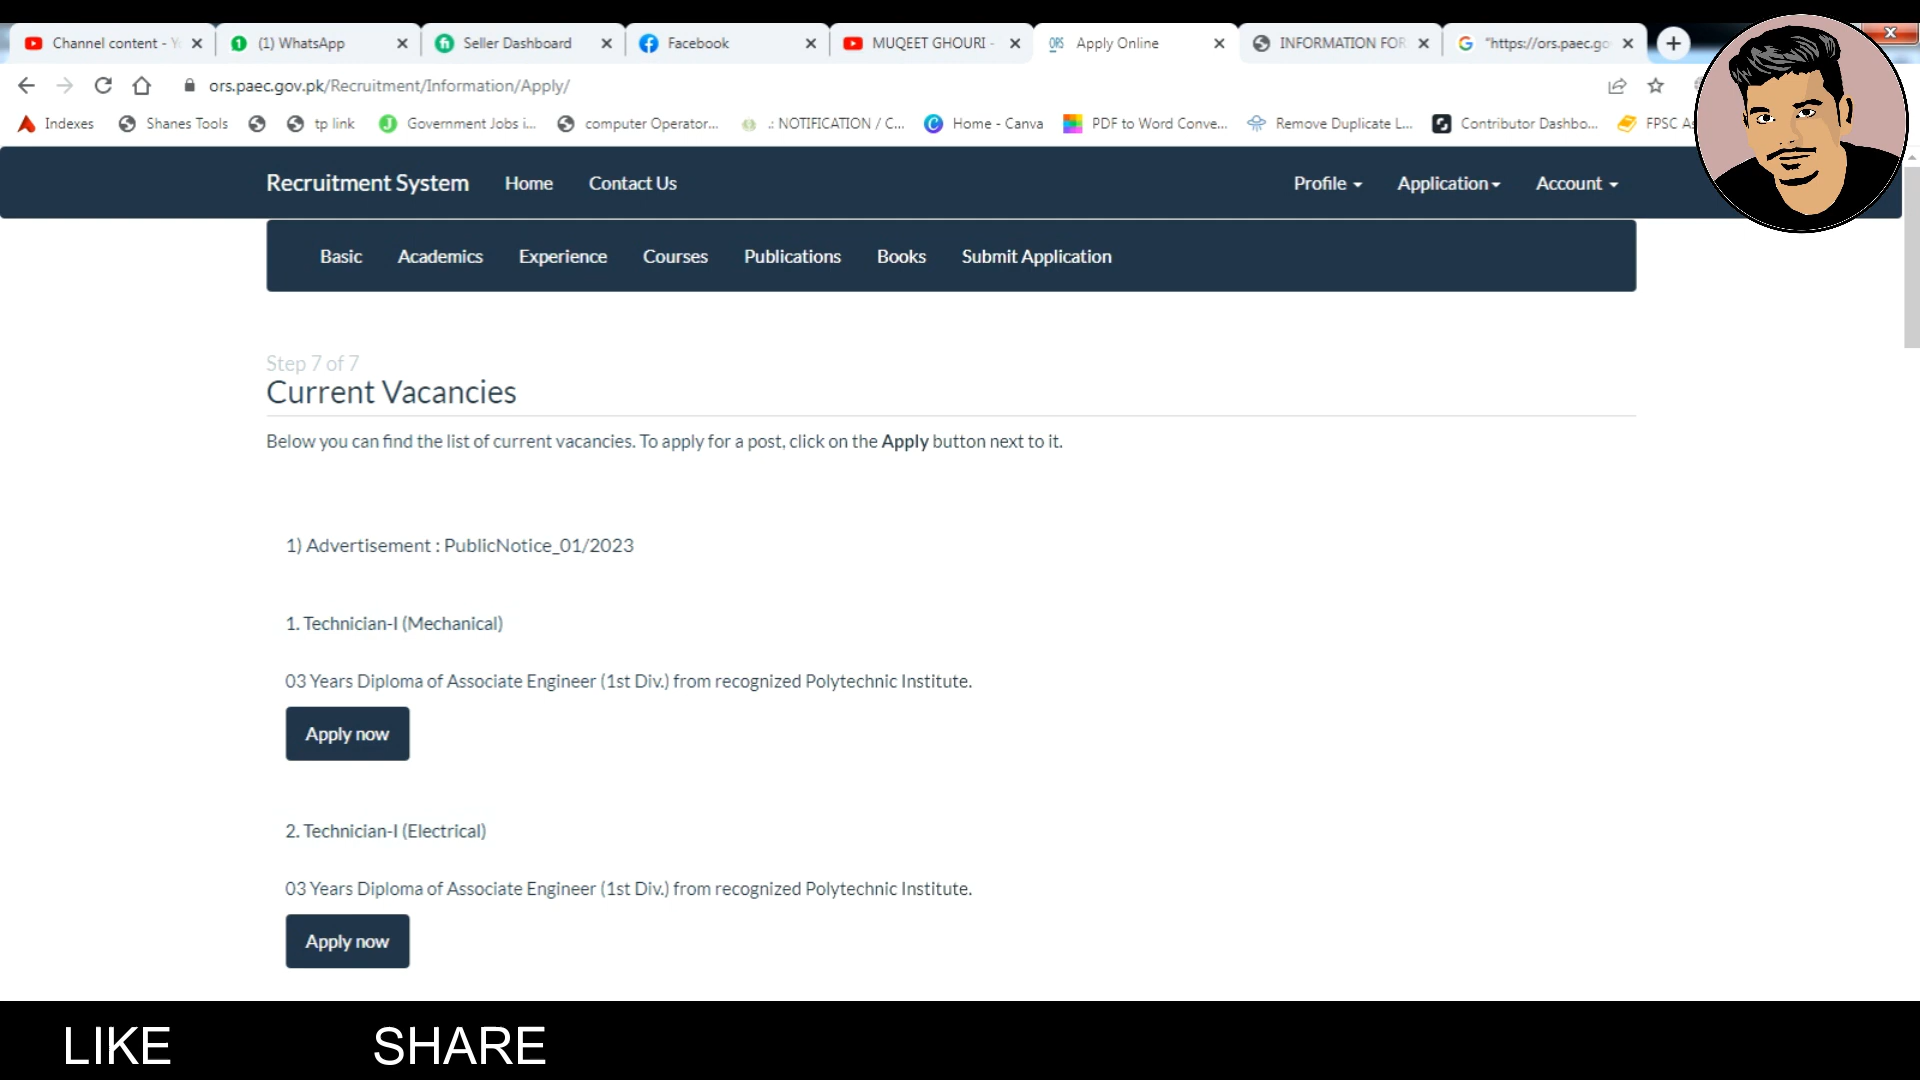 Channel content - Y
(1) WhatsApp
Seller Dashboard
Facebook
MUQEET GHOURI -
Apply Online
INFORMATION FOR
"https://ors.paec.go
ors.paec.gov.pk/Recruitment/Information/Apply/
Indexes
Shanes Tools
tp link
Government Jobs i...
computer Operator...
.: NOTIFICATION / C...
Home - Canva
PDF to Word Conve...
Remove Duplicate L...
Contributor Dashbo...
FPSC As
Recruitment System
Home
Contact Us
Profile
Application
Account
Basic
Academics
Experience
Courses
Publications
Books
Submit Application
Step 7 of 7
Current Vacancies
Below you can find the list of current vacancies. To apply for a post, click on the Apply button next to it.
1) Advertisement : PublicNotice_01/2023
1. Technician-I (Mechanical)
03 Years Diploma of Associate Engineer (1st Div.) from recognized Polytechnic Institute.
Apply now
2. Technician-I (Electrical)
03 Years Diploma of Associate Engineer (1st Div.) from recognized Polytechnic Institute.
Apply now
LIKE SHARE